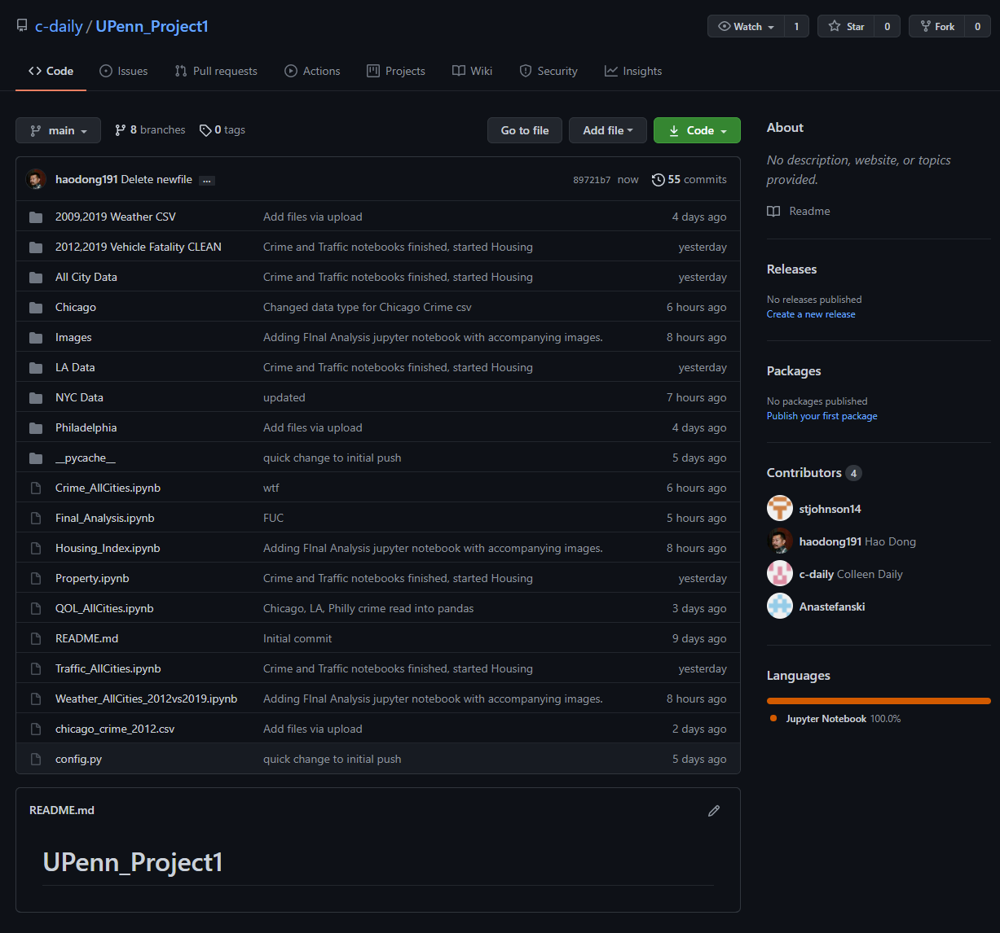 c-daily / UPenn_Project1
Watch 1 Star 0 Fork 0
Code Issues Pull requests Actions Projects Wiki Security Insights
main 8 branches 0 tags Go to file Add file Code
haodong191 Delete newfile ... 89721b7 now 55 commits
2009,2019 Weather CSV Add files via upload 4 days ago
2012,2019 Vehicle Fatality CLEAN Crime and Traffic notebooks finished, started Housing yesterday
All City Data Crime and Traffic notebooks finished, started Housing yesterday
Chicago Changed data type for Chicago Crime csv 6 hours ago
Images Adding FInal Analysis jupyter notebook with accompanying images. 8 hours ago
LA Data Crime and Traffic notebooks finished, started Housing yesterday
NYC Data updated 7 hours ago
Philadelphia Add files via upload 4 days ago
__pycache__ quick change to initial push 5 days ago
Crime_AllCities.ipynb wtf 6 hours ago
Final_Analysis.ipynb FUC 5 hours ago
Housing_Index.ipynb Adding FInal Analysis jupyter notebook with accompanying images. 8 hours ago
Property.ipynb Crime and Traffic notebooks finished, started Housing yesterday
QOL_AllCities.ipynb Chicago, LA, Philly crime read into pandas 3 days ago
README.md Initial commit 9 days ago
Traffic_AllCities.ipynb Crime and Traffic notebooks finished, started Housing yesterday
Weather_AllCities_2012vs2019.ipynb Adding FInal Analysis jupyter notebook with accompanying images. 8 hours ago
chicago_crime_2012.csv Add files via upload 2 days ago
config.py quick change to initial push 5 days ago
README.md
UPenn_Project1
About
No description, website, or topics
provided.
Readme
Releases
No releases published
Create a new release
Packages
No packages published
Publish your first package
Contributors 4
stjohnson14
haodong191 Hao Dong
c-daily Colleen Daily
Anastefanski
Languages
Jupyter Notebook 100.0%